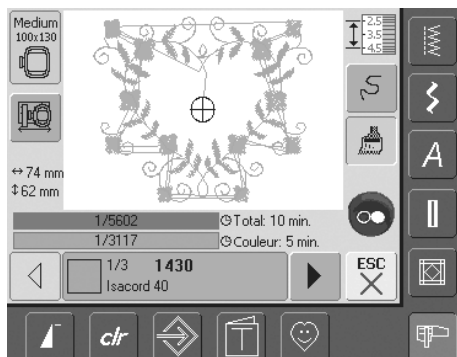 Medium
100x130
2.5
3.5
4.5
S
A
↔ 74 mm
↕ 62 mm
1/5602
Total: 10 min.
1/3117
Couleur: 5 min.
1/3 1430
Isacord 40
ESC
clr
T